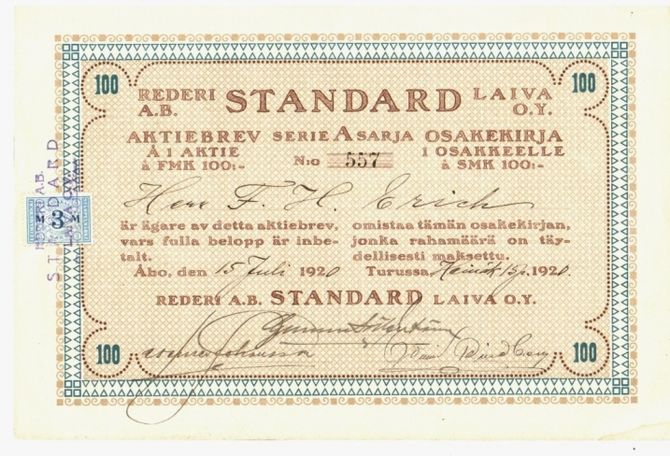 100 100
REDERI A.B. STANDARD LAIVA O.Y.
AKTIEBREV SERIE A SARJA OSAKEKIRJA
Å 1 AKTIE N:o 557 1 OSAKKEELLE
à FMK 100:- à SMK 100:-
Herr F. H. Erich
är ägare av detta aktiebrev, omistaa tämän osakekirjan,
vars fulla belopp är inbe- jonka rahamäärä on täy-
talt. dellisesti maksettu.
Åbo, den 15 Juli 1920 Turussa, Heinäk. 15 p. 1920.
REDERI A.B. STANDARD LAIVA O.Y.
100 100
A.B.
STANDARD
M 3 M